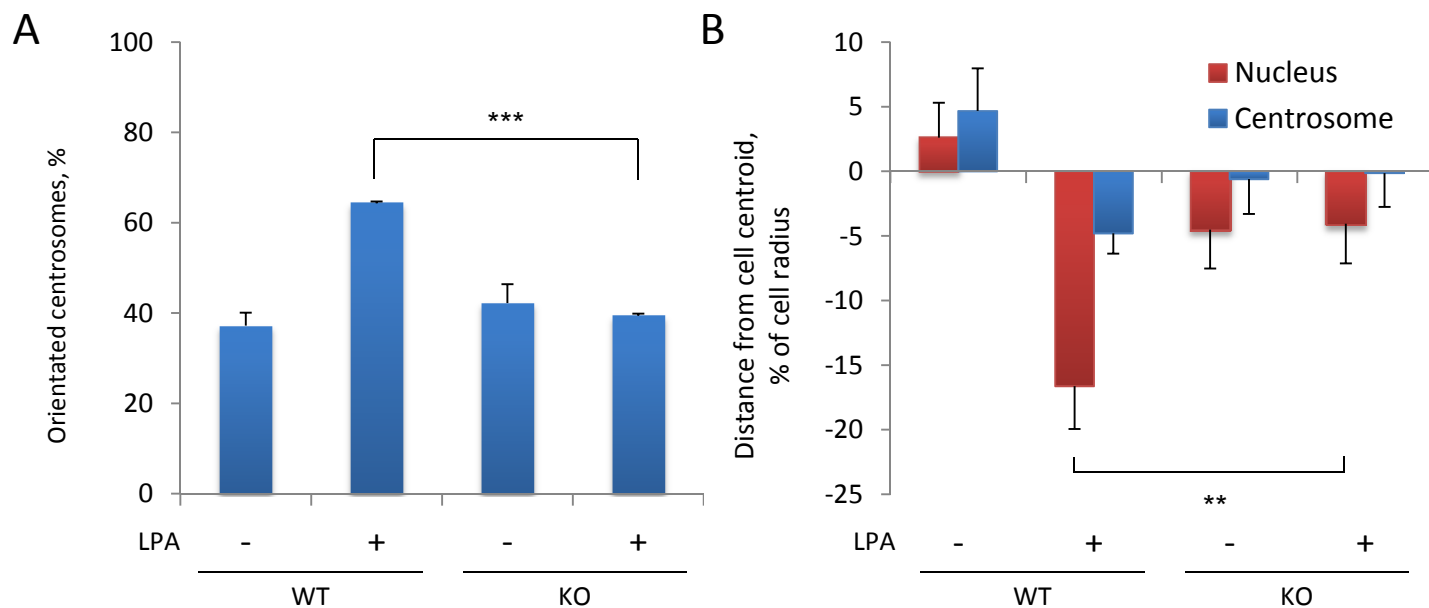 A
Orientated centrosomes, %
100
80
60
40
20
0
***
LPA - + - +
WT KO
B
Distance from cell centroid,
% of cell radius
10
5
0
-5
-10
-15
-20
-25
Nucleus
Centrosome
**
LPA - + - +
WT KO